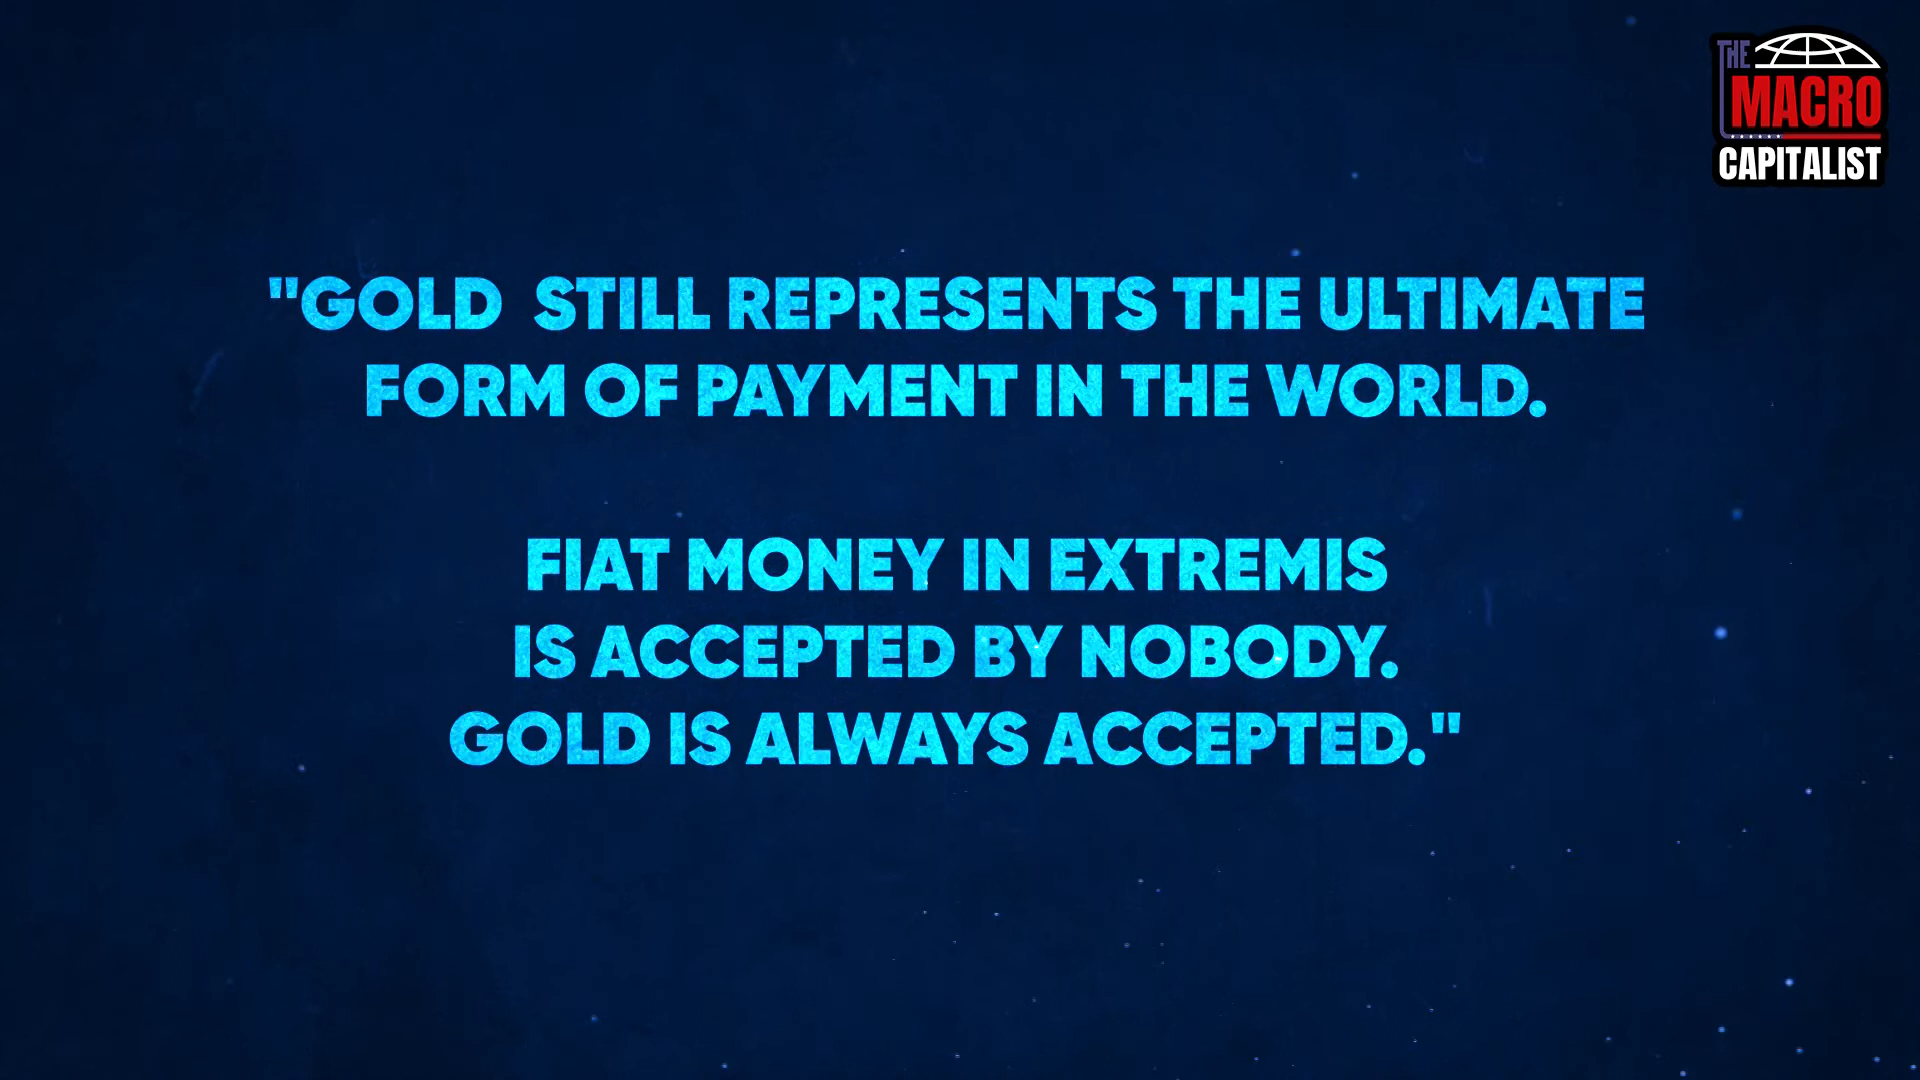 THE
MACRO
CAPITALIST
"GOLD  STILL REPRESENTS THE ULTIMATE
FORM OF PAYMENT IN THE WORLD.
FIAT MONEY IN EXTREMIS
IS ACCEPTED BY NOBODY.
GOLD IS ALWAYS ACCEPTED."